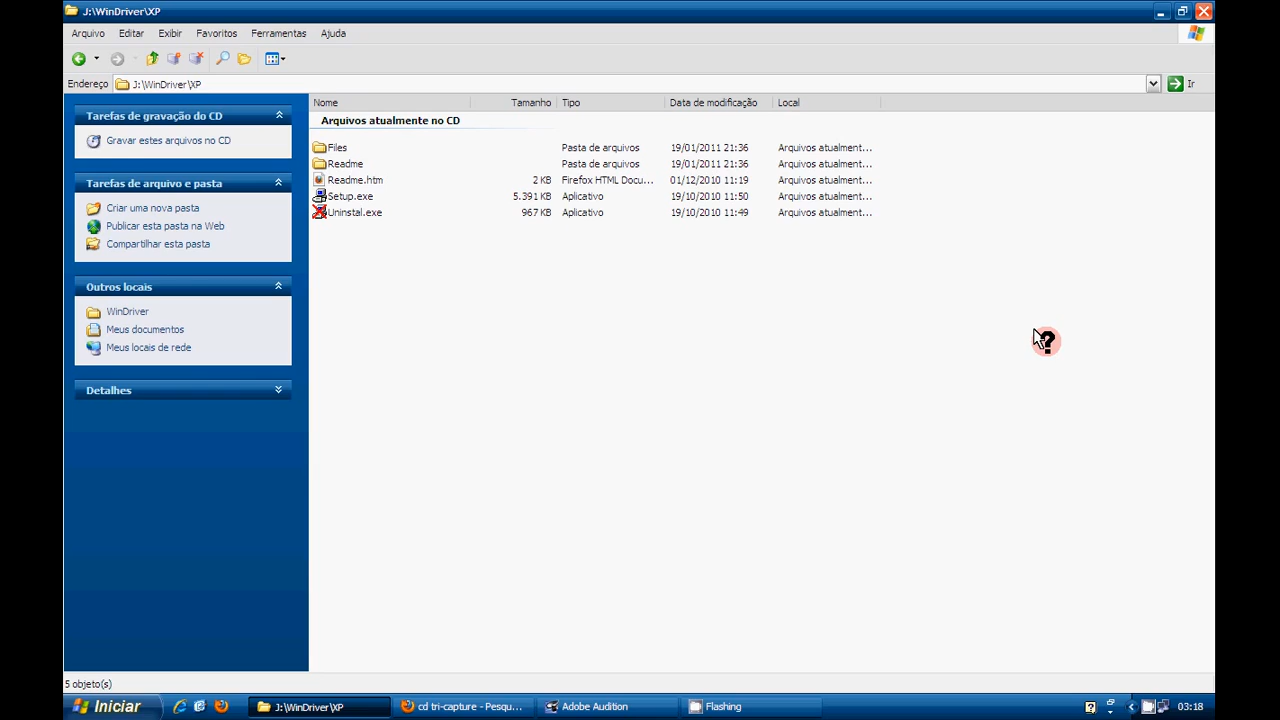 J:\WinDriver\XP
Arquivo Editar Exibir Favoritos Ferramentas Ajuda
Endereço J:\WinDriver\XP Ir
Tarefas de gravação do CD
Gravar estes arquivos no CD
Tarefas de arquivo e pasta
Criar uma nova pasta
Publicar esta pasta na Web
Compartilhar esta pasta
Outros locais
WinDriver
Meus documentos
Meus locais de rede
Detalhes
Nome Tamanho Tipo Data de modificação Local
Arquivos atualmente no CD
Files Pasta de arquivos 19/01/2011 21:36 Arquivos atualment...
Readme Pasta de arquivos 19/01/2011 21:36 Arquivos atualment...
Readme.htm 2 KB Firefox HTML Docu... 01/12/2010 11:19 Arquivos atualment...
Setup.exe 5.391 KB Aplicativo 19/10/2010 11:50 Arquivos atualment...
Uninstal.exe 967 KB Aplicativo 19/10/2010 11:49 Arquivos atualment...
?
5 objeto(s)
Iniciar J:\WinDriver\XP cd tri-capture - Pesqu... Adobe Audition Flashing ? 03:18